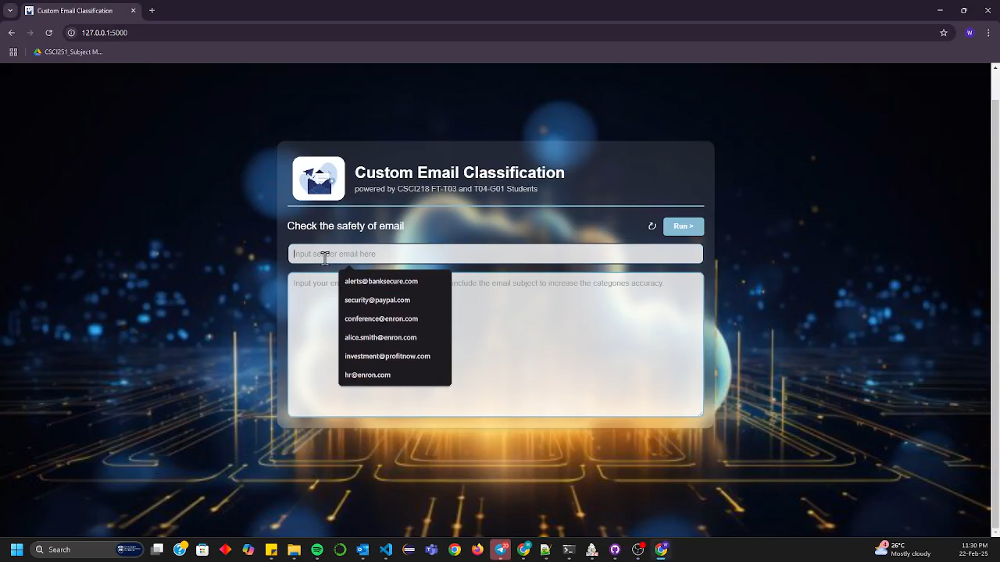 Custom Email Classification
127.0.0.1:5000
CSCI251_Subject M...
Custom Email Classification
powered by CSCI218 FT-T03 and T04-G01 Students
Check the safety of email
Run >
Input se er email here
Input your em include the email subject to increase the categories accuracy.
alerts@banksecure.com
security@paypal.com
conference@enron.com
alice.smith@enron.com
investment@profitnow.com
hr@enron.com
Search
20
26°C
Mostly cloudy
11:30 PM
22-Feb-25